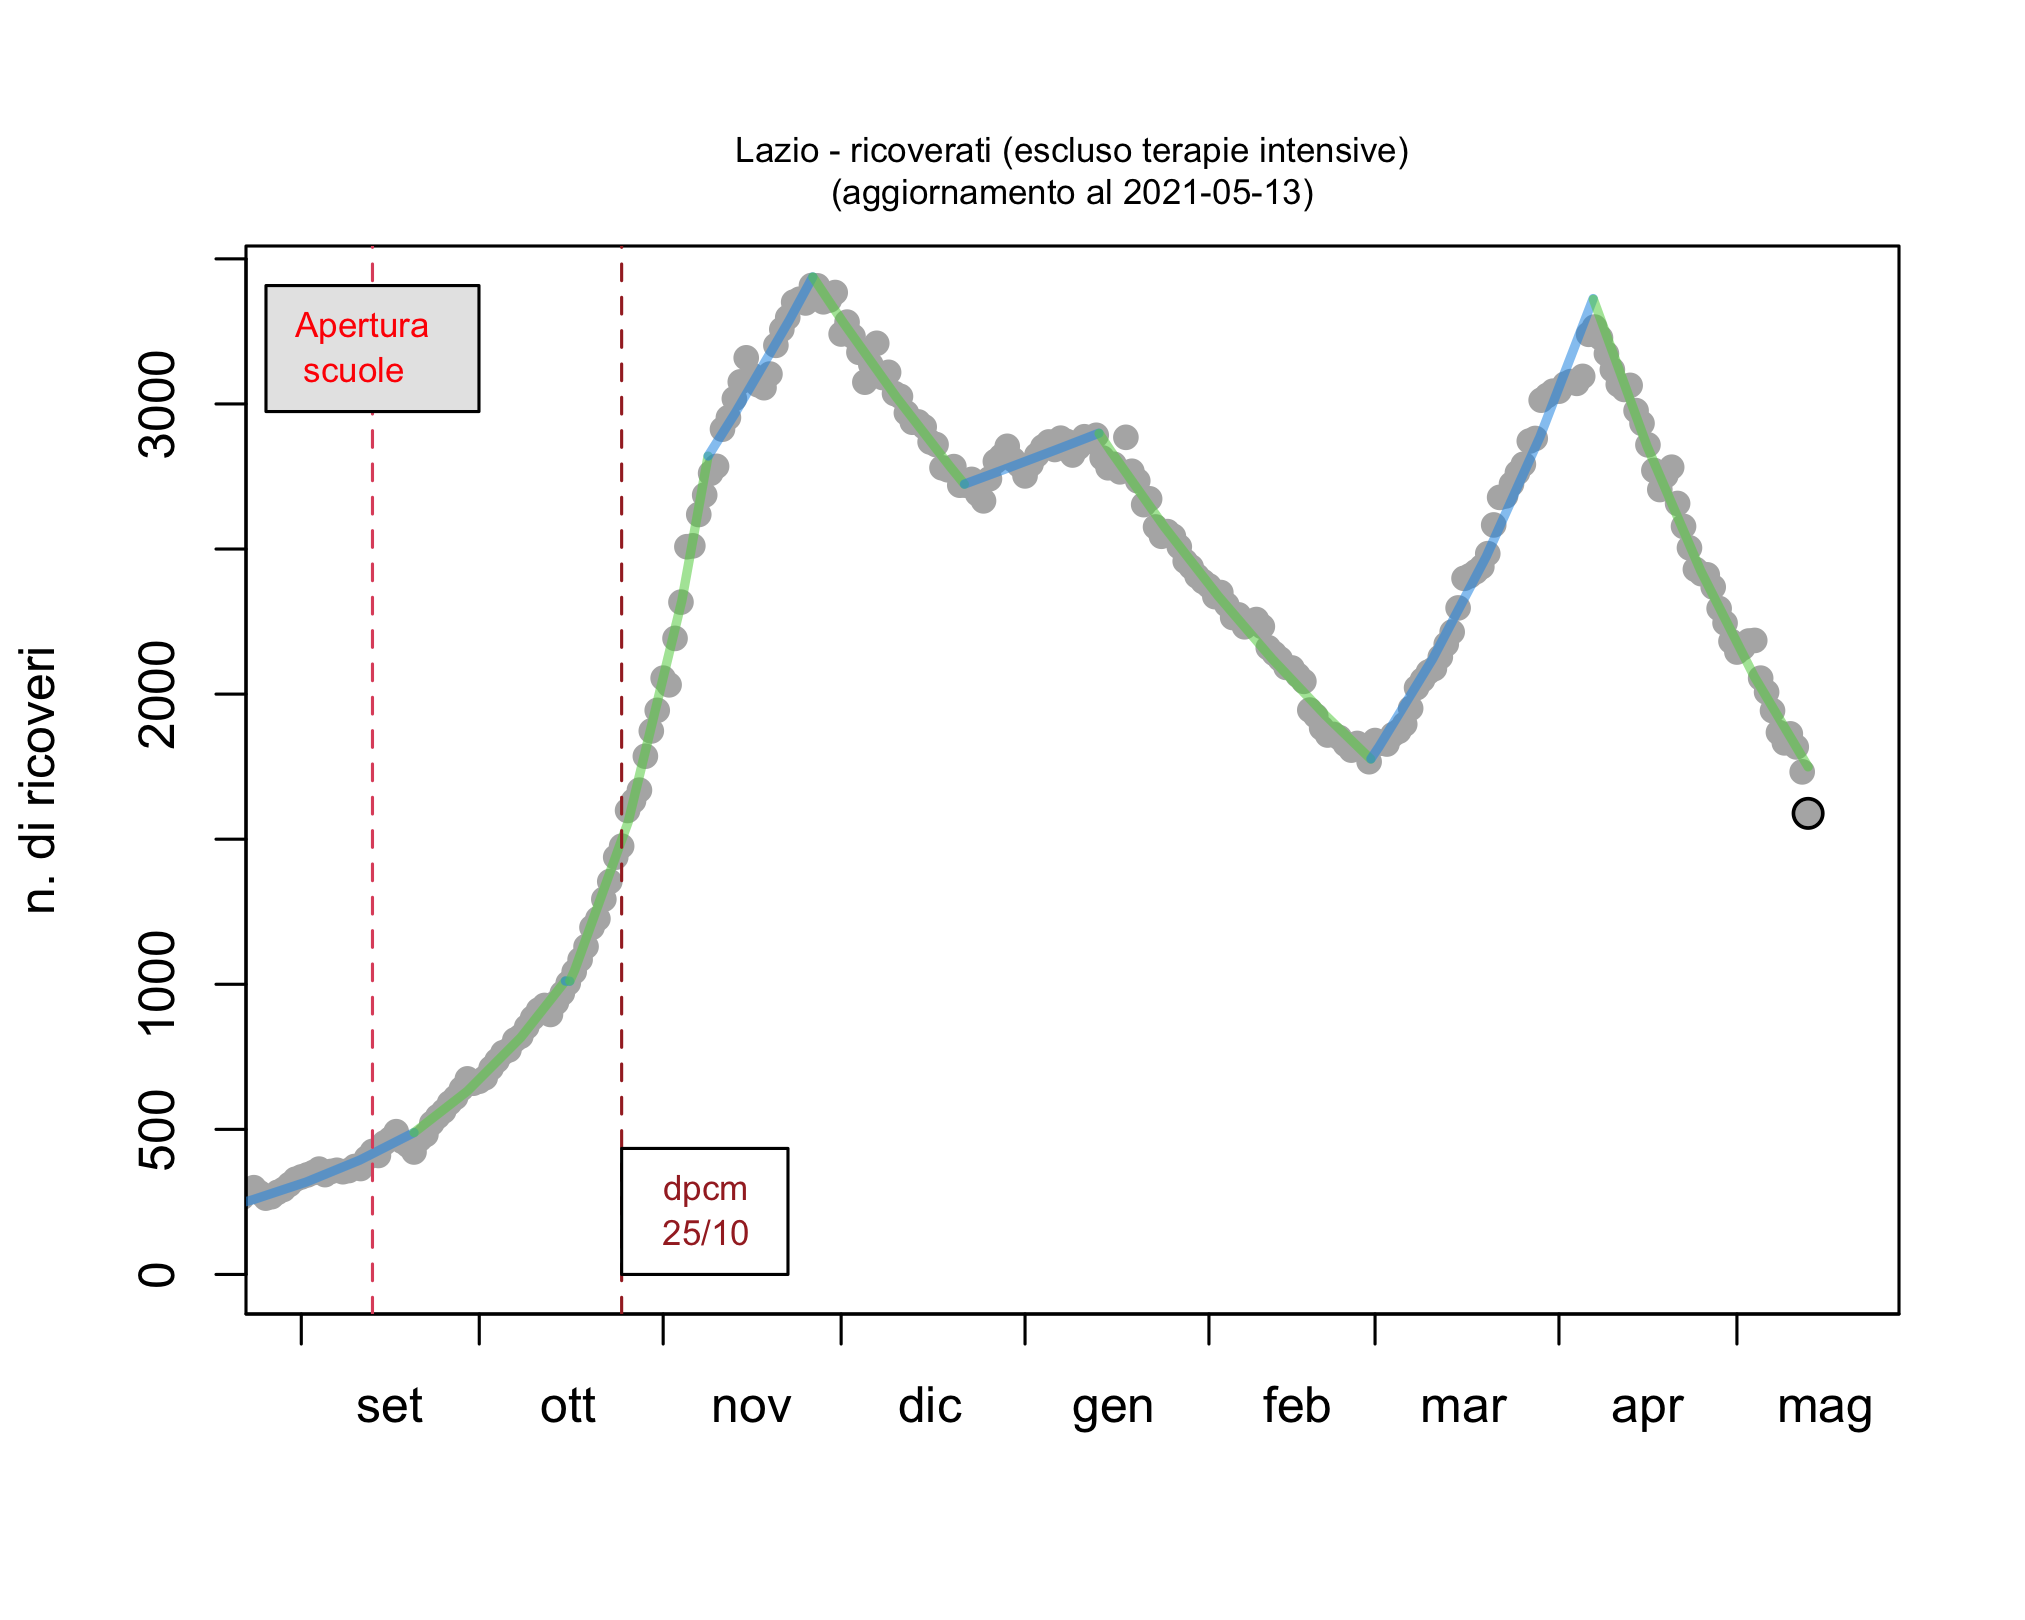 Lazio - ricoverati (escluso terapie intensive)
(aggiornamento al 2021-05-13)
Apertura
scuole
dpcm
25/10
n. di ricoveri
3000
2000
1000
500
0
set ott nov dic gen feb mar apr mag